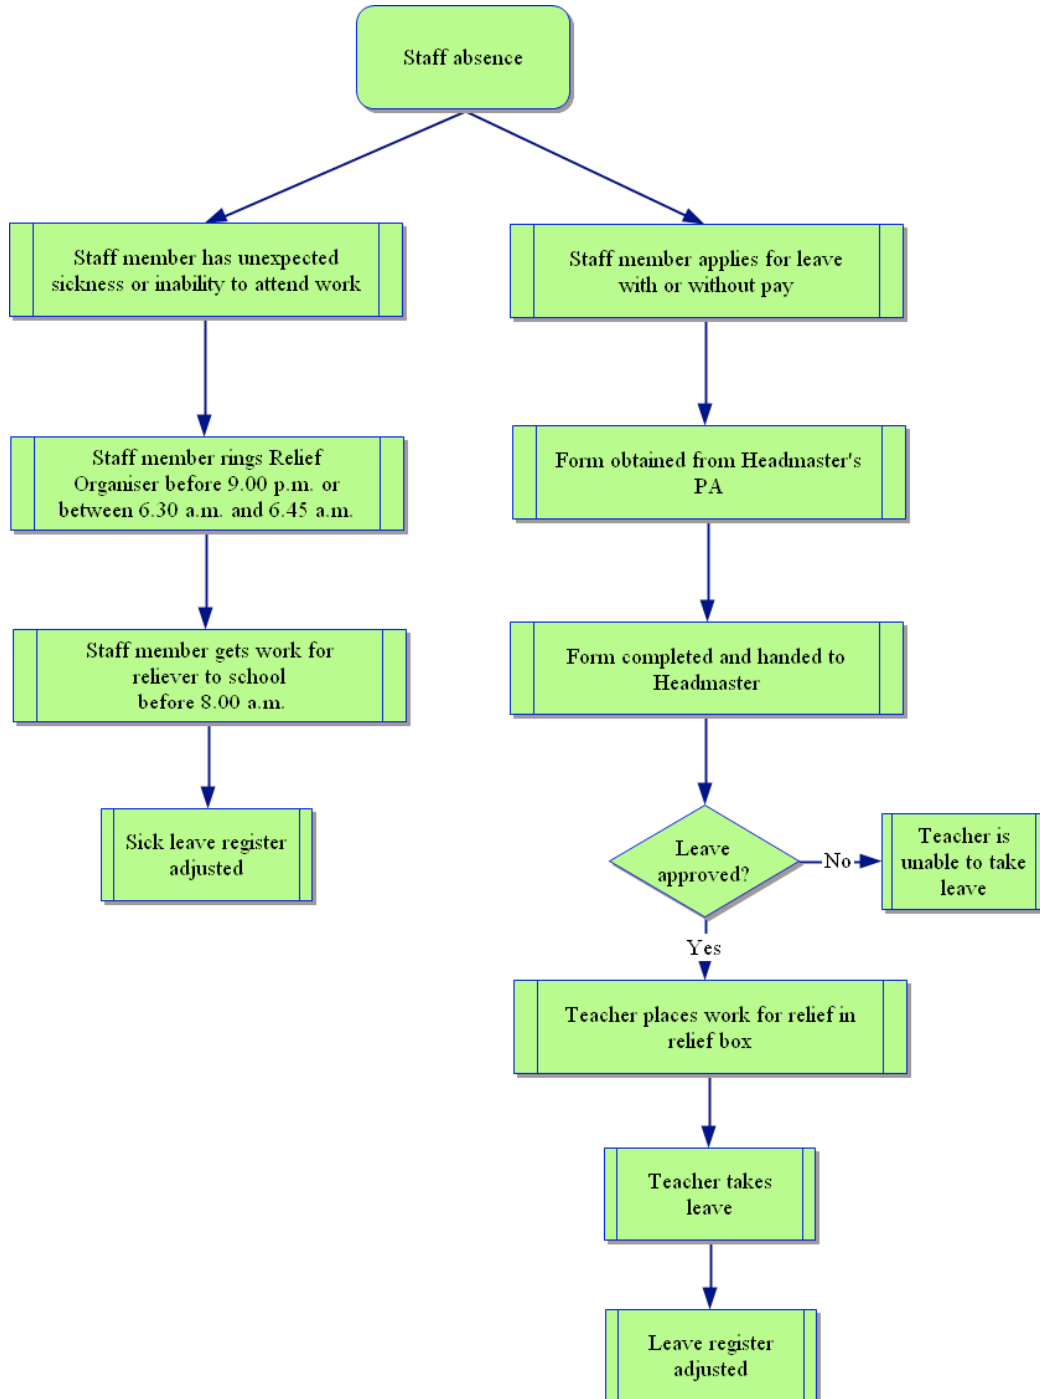 Staff absence
Staff member has unexpected
sickness or inability to attend work
Staff member applies for leave
with or without pay
Staff member rings Relief
Organiser before 9.00 p.m. or
between 6.30 a.m. and 6.45 a.m.
Form obtained from Headmaster's
PA
Staff member gets work for
reliever to school
before 8.00 a.m.
Form completed and handed to
Headmaster
Sick leave register
adjusted
Leave
approved?
No
Teacher is
unable to take
leave
Yes
Teacher places work for relief in
relief box
Teacher takes
leave
Leave register
adjusted